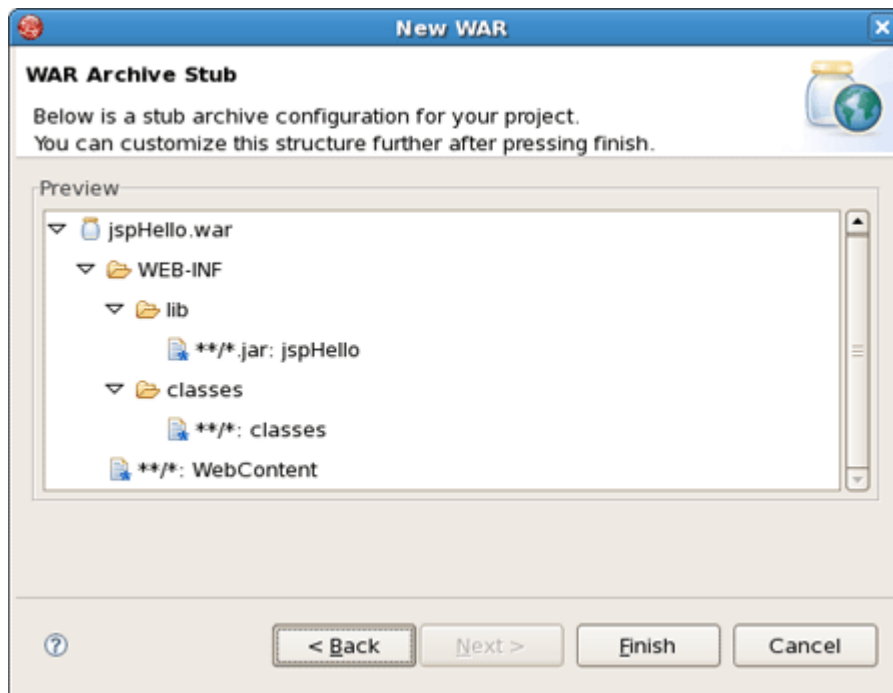 New WAR
WAR Archive Stub
Below is a stub archive configuration for your project.
You can customize this structure further after pressing finish.
Preview
jspHello.war
WEB-INF
lib
**/*.jar: jspHello
classes
**/*: classes
**/*: WebContent
? < Back Next > Finish Cancel